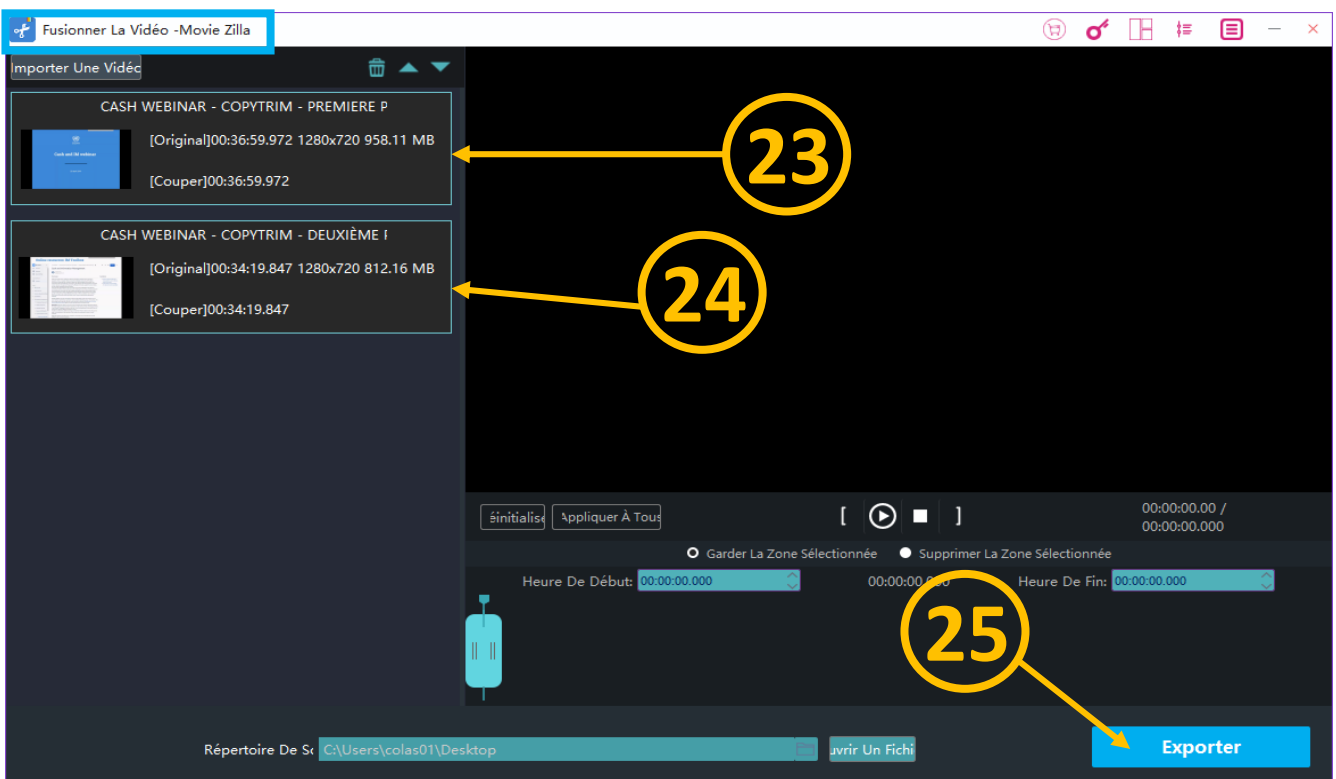 Fusionner La Vidéo -Movie Zilla
Importer Une Vidéc
CASH WEBINAR - COPYTRIM - PREMIERE P
[Original]00:36:59.972 1280x720 958.11 MB
[Couper]00:36:59.972
23
CASH WEBINAR - COPYTRIM - DEUXIÈME F
[Original]00:34:19.847 1280x720 812.16 MB
[Couper]00:34:19.847
24
éinitialise Appliquer À Tous
[ ]
00:00:00.00 /
00:00:00.000
Garder La Zone Sélectionnée Supprimer La Zone Sélectionnée
Heure De Début: 00:00:00.000 Heure De Fin: 00:00:00.000
25
Répertoire De So C:\Users\colas01\Desktop uvrir Un Fichi
Exporter